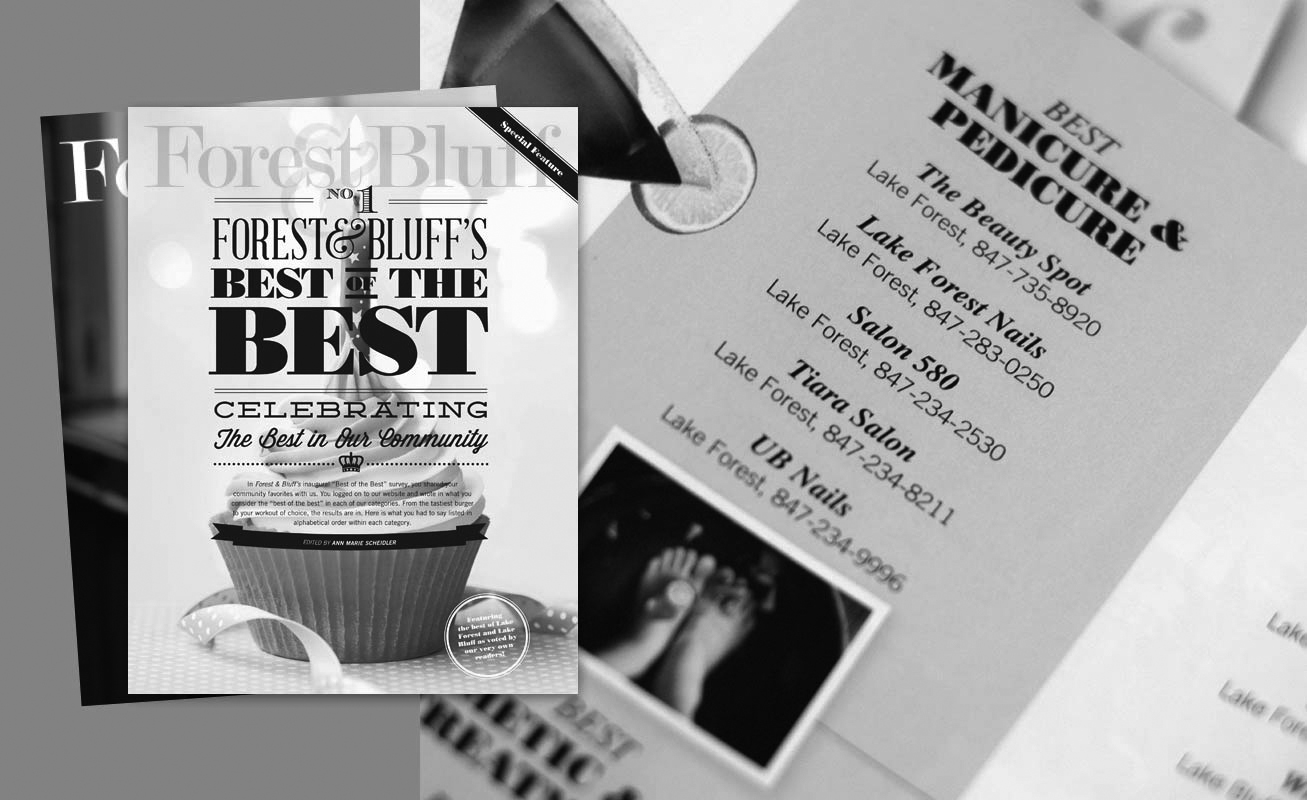 Fo
Forest Bluff
Special Feature
NO. 1
FOREST & BLUFF'S
BEST OF THE
BEST
CELEBRATING
The Best in Our Community
In Forest & Bluff's inaugural "Best of the Best" survey, you shared your
community favorites with us. You logged on to our website and wrote in what you
consider the "best of the best" in each of our categories. From the tastiest burger
to your workout of choice, the results are in. Here is what you had to say listed in
alphabetical order within each category.
EDITED BY ANN MARIE SCHEIDLER
Featuring
the best of Lake
Forest and Lake
Bluff as voted by
our very own
readers!
BEST
MANICURE &
PEDICURE
The Beauty Spot
Lake Forest, 847-735-8920
Lake Forest Nails
Lake Forest, 847-283-0250
Salon 580
Lake Forest, 847-234-2530
Tiara Salon
Lake Forest, 847-234-8211
UB Nails
Lake Forest, 847-234-9996
BEST
Lake
Lake For
Lake Blu